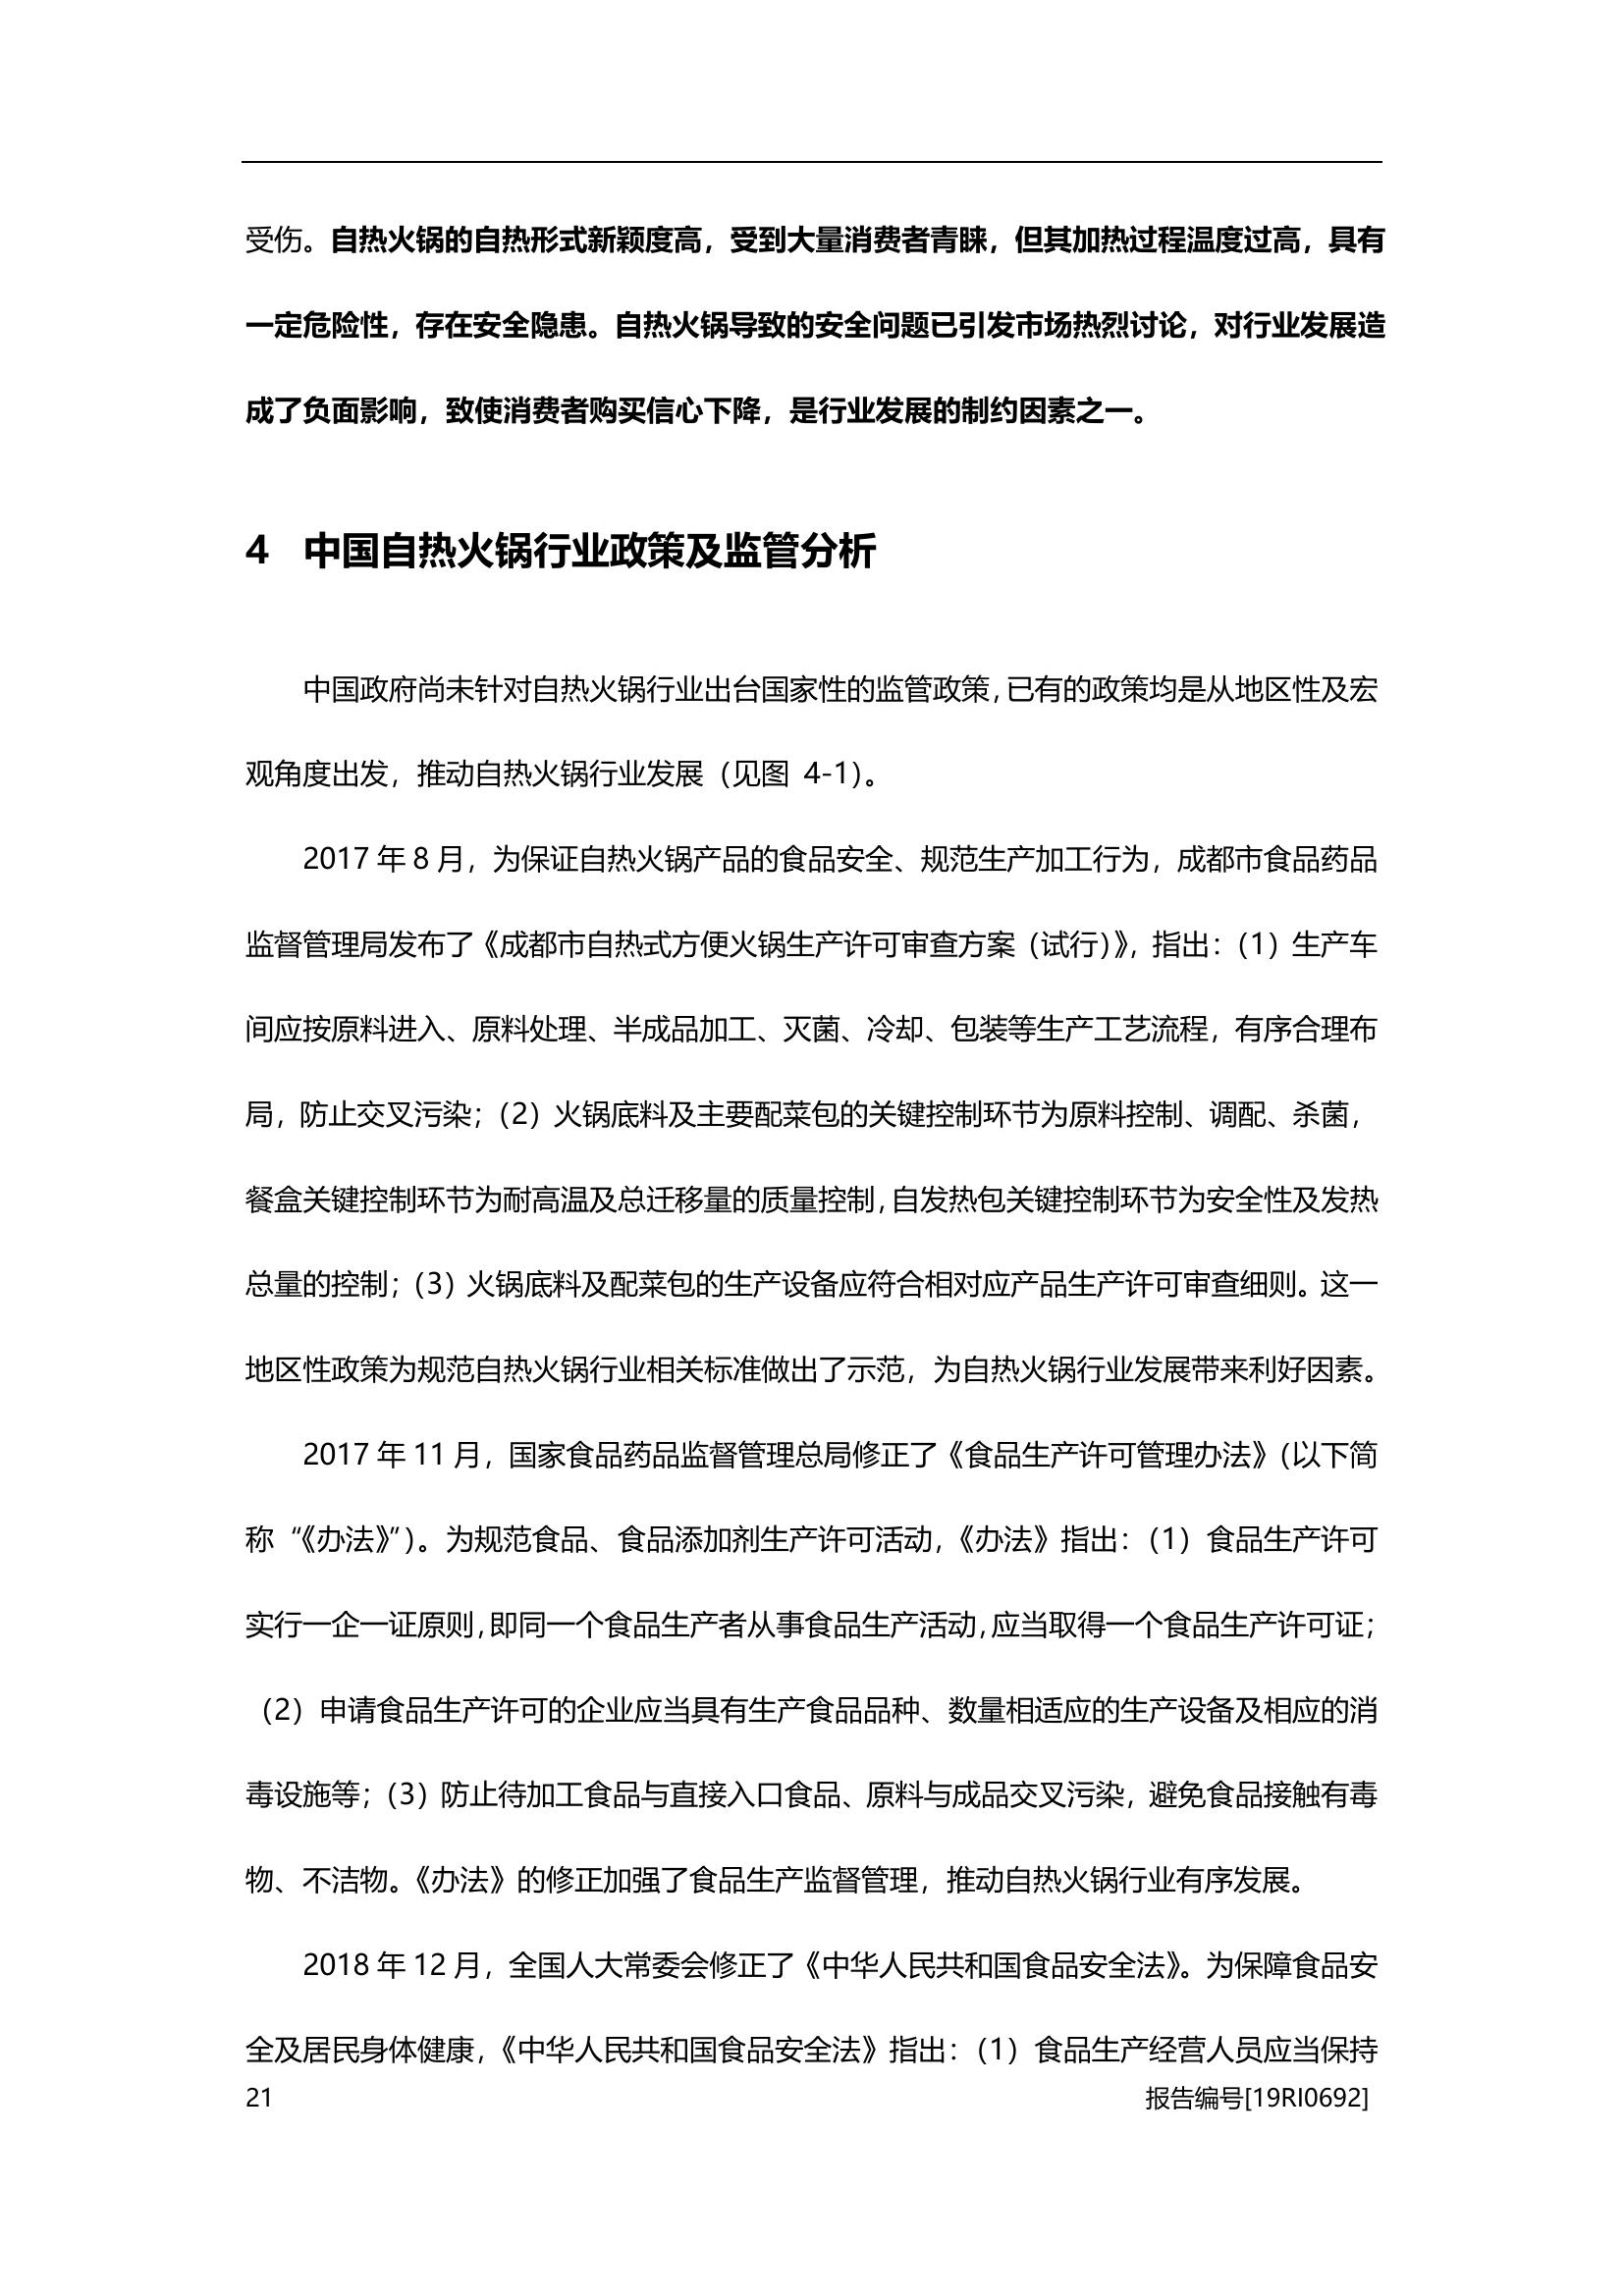 受伤。自热火锅的自热形式新颖度高，受到大量消费者青睐，但其加热过程温度过高，具有
一定危险性，存在安全隐患。自热火锅导致的安全问题已引发市场热烈讨论，对行业发展造
成了负面影响，致使消费者购买信心下降，是行业发展的制约因素之一。
4 中国自热火锅行业政策及监管分析
中国政府尚未针对自热火锅行业出台国家性的监管政策，已有的政策均是从地区性及宏
观角度出发，推动自热火锅行业发展（见图 4-1）。
2017 年 8 月，为保证自热火锅产品的食品安全、规范生产加工行为，成都市食品药品
监督管理局发布了《成都市自热式方便火锅生产许可审查方案（试行）》，指出：（1）生产车
间应按原料进入、原料处理、半成品加工、灭菌、冷却、包装等生产工艺流程，有序合理布
局，防止交叉污染；（2）火锅底料及主要配菜包的关键控制环节为原料控制、调配、杀菌，
餐盒关键控制环节为耐高温及总迁移量的质量控制，自发热包关键控制环节为安全性及发热
总量的控制；（3）火锅底料及配菜包的生产设备应符合相对应产品生产许可审查细则。这一
地区性政策为规范自热火锅行业相关标准做出了示范，为自热火锅行业发展带来利好因素。
2017 年 11 月，国家食品药品监督管理总局修正了《食品生产许可管理办法》（以下简
称“《办法》”）。为规范食品、食品添加剂生产许可活动，《办法》指出：（1）食品生产许可
实行一企一证原则，即同一个食品生产者从事食品生产活动，应当取得一个食品生产许可证；
（2）申请食品生产许可的企业应当具有生产食品品种、数量相适应的生产设备及相应的消
毒设施等；（3）防止待加工食品与直接入口食品、原料与成品交叉污染，避免食品接触有毒
物、不洁物。《办法》的修正加强了食品生产监督管理，推动自热火锅行业有序发展。
2018 年 12 月，全国人大常委会修正了《中华人民共和国食品安全法》。为保障食品安
全及居民身体健康，《中华人民共和国食品安全法》指出：（1）食品生产经营人员应当保持
21 报告编号[19RI0692]